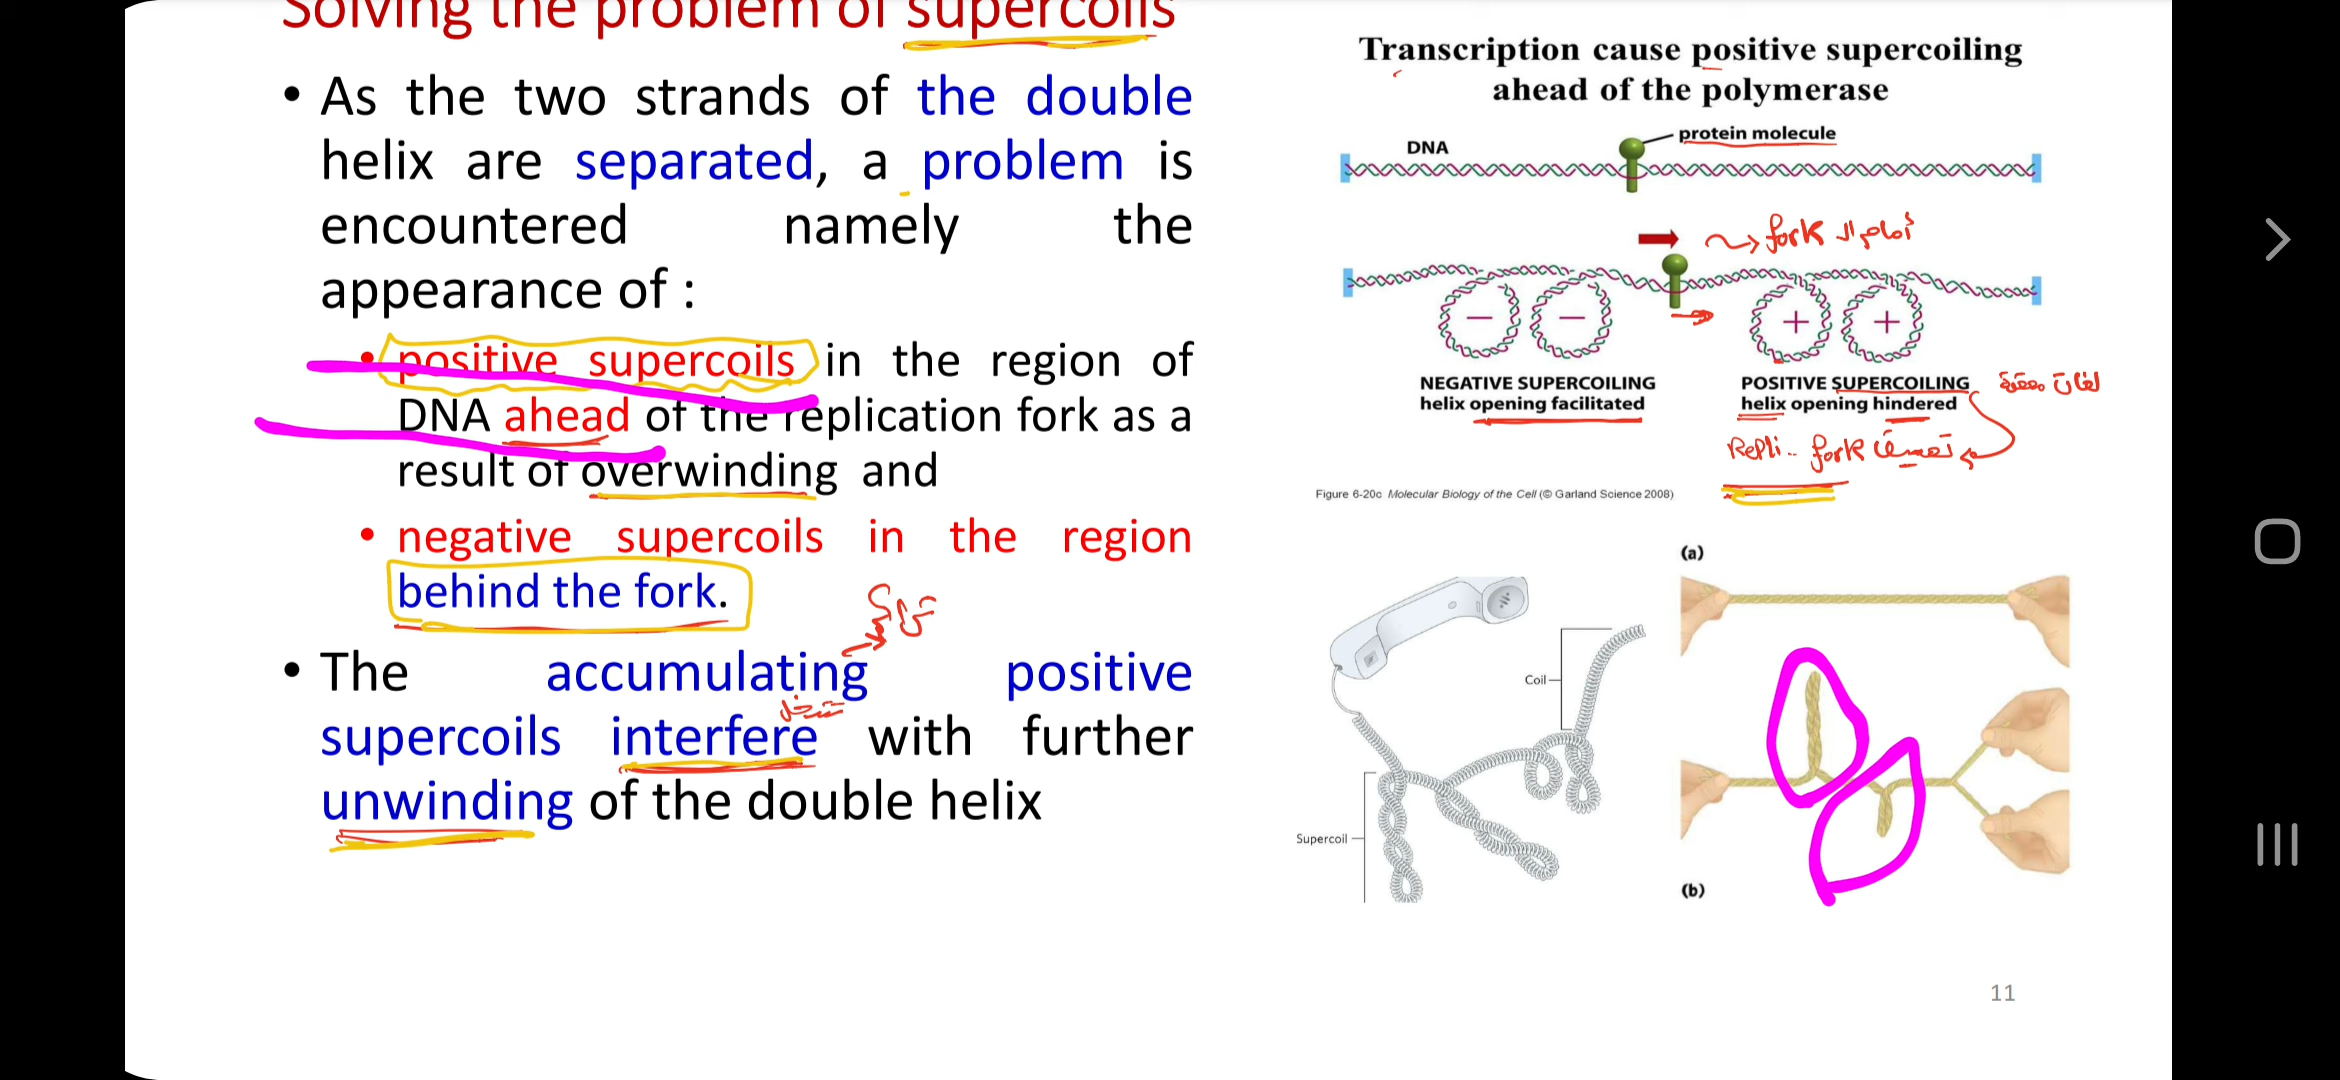 Solving the problem of supercoils
• As the two strands of the double
helix are separated, a problem is
encountered namely the
appearance of :
• positive supercoils in the region of
DNA ahead of the replication fork as a
result of overwinding and
• negative supercoils in the region
behind the fork.
• The accumulating positive
supercoils interfere with further
unwinding of the double helix
Transcription cause positive supercoiling
ahead of the polymerase
DNA
protein molecule
أمام ال fork
− − + +
NEGATIVE SUPERCOILING
helix opening facilitated
POSITIVE SUPERCOILING
helix opening hindered
Repli.. fork
Figure 6-20c Molecular Biology of the Cell (© Garland Science 2008)
(a)
Coil
Supercoil
(b)
11